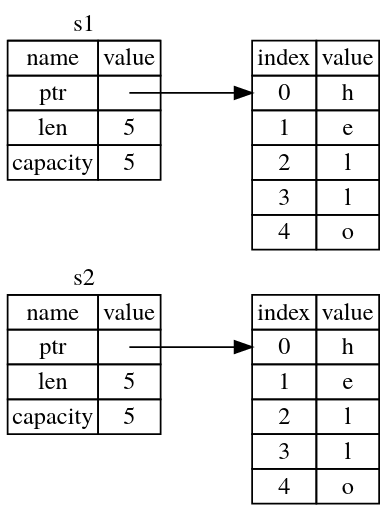 s1
name value
ptr
len 5
capacity 5
index value
0 h
1 e
2 l
3 l
4 o
s2
name value
ptr
len 5
capacity 5
index value
0 h
1 e
2 l
3 l
4 o